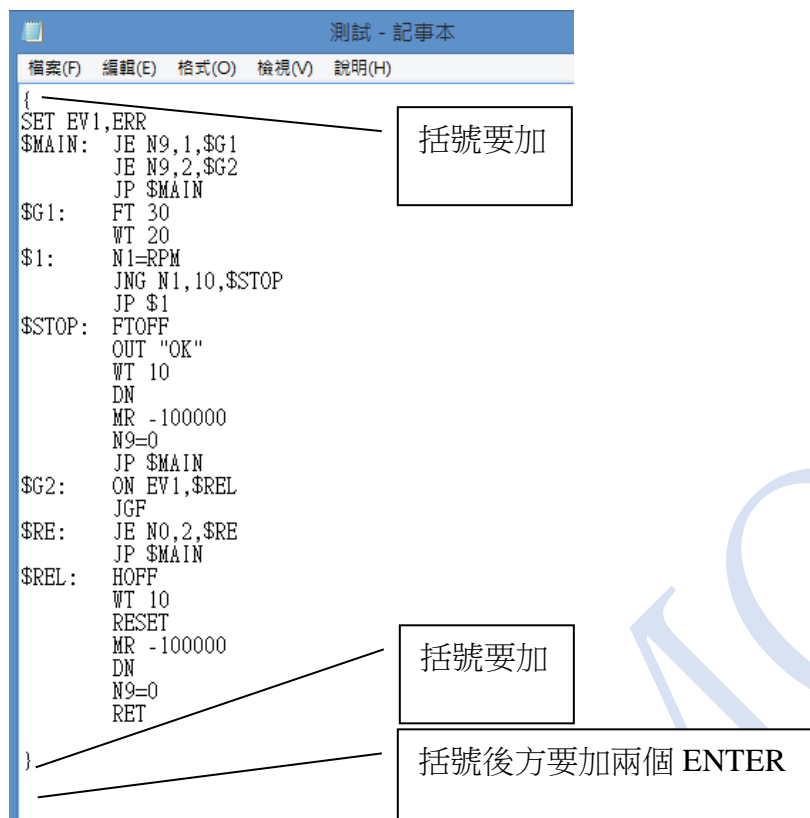 測試 - 記事本
檔案(F) 編輯(E) 格式(O) 檢視(V) 說明(H)
{
括號要加
SET EV1,ERR
$MAIN: JE N9,1,$G1
JE N9,2,$G2
JP $MAIN
$G1: FT 30
WT 20
$1: N1=RPM
JNG N1,10,$STOP
JP $1
$STOP: FTOFF
OUT "OK"
WT 10
DN
MR -100000
N9=0
JP $MAIN
$G2: ON EV1,$REL
JGF
$RE: JE N0,2,$RE
JP $MAIN
$REL: HOFF
WT 10
RESET
MR -100000
DN
N9=0
RET
括號要加
}
括號後方要加兩個 ENTER